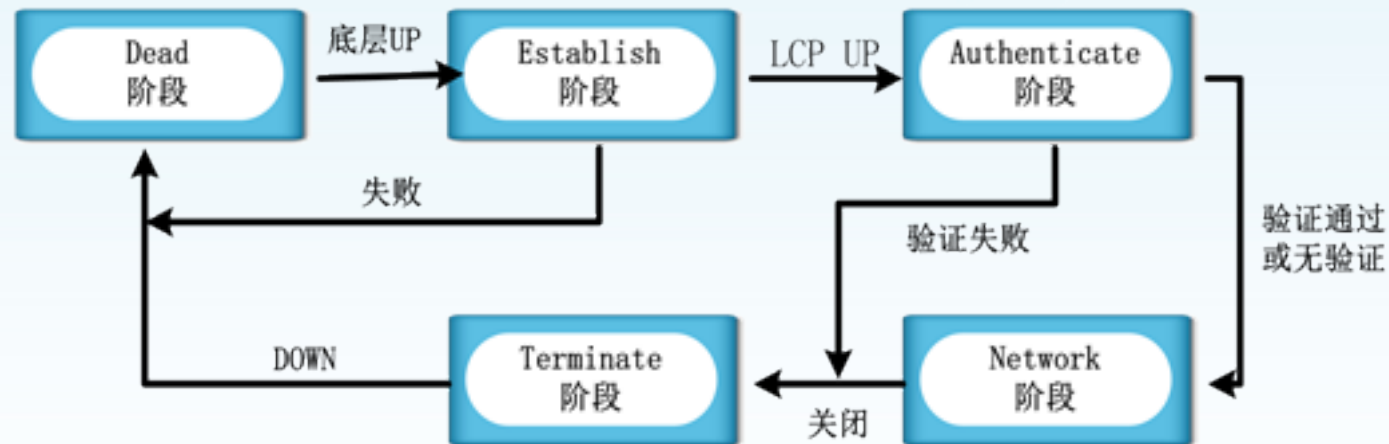 Dead
阶段
底层UP
Establish
阶段
LCP UP
Authenticate
阶段
失败
验证失败
验证通过
或无验证
DOWN
Terminate
阶段
关闭
Network
阶段